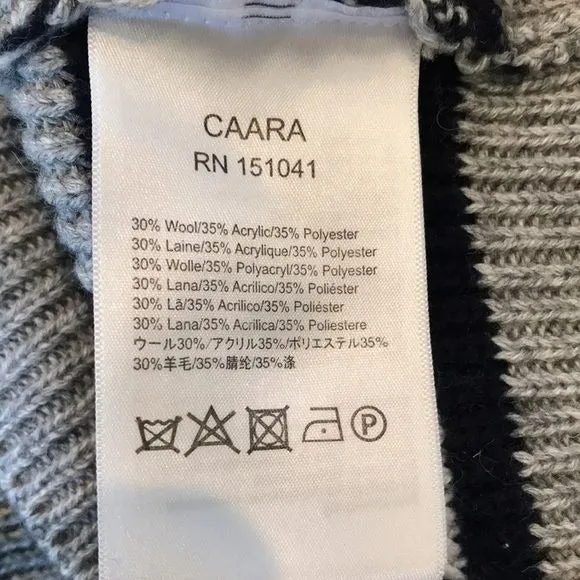 CAARA
RN 151041
30% Wool/35% Acrylic/35% Polyester
30% Laine/35% Acrylique/35% Polyester
30% Wolle/35% Polyacryl/35% Polyester
30% Lana/35% Acrilico/35% Poliéster
30% Lã/35% Acrilico/35% Poliéster
30% Lana/35% Acrilica/35% Poliestere
ウール30%/アクリル35%/ポリエステル35%
30%羊毛/35%腈纶/35%涤
P